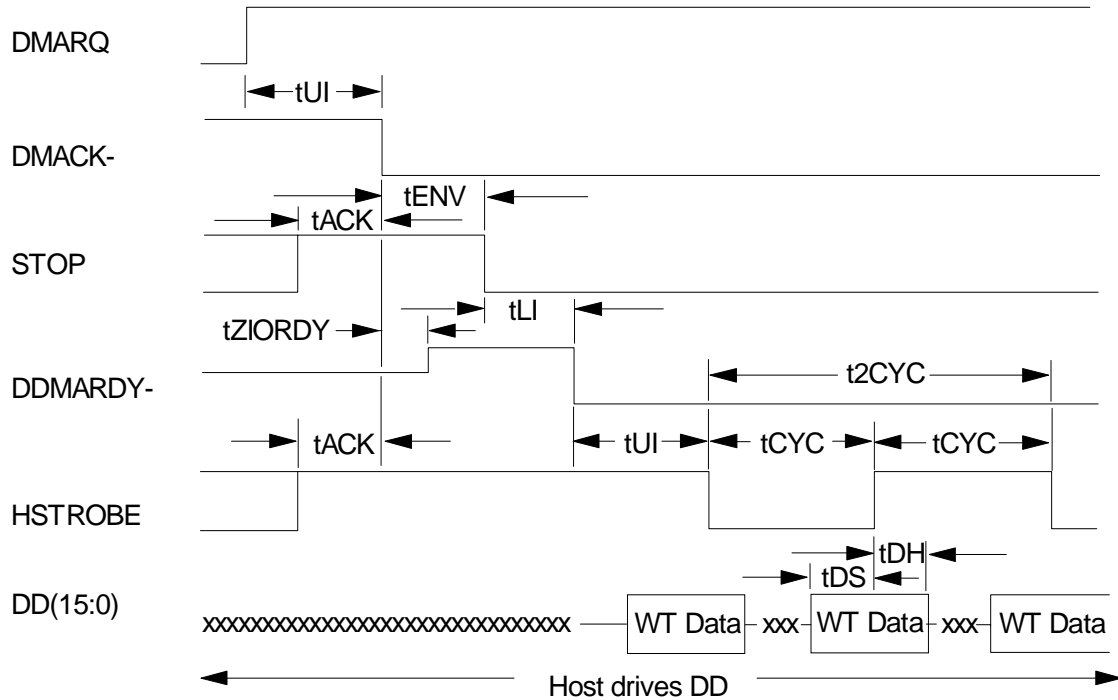 DMARQ
tUI
DMACK-
tENV
tACK
STOP
tLI
tZIORDY
t2CYC
DDMARDY-
tACK
tUI
tCYC
tCYC
HSTROBE
tDH
tDS
DD(15:0)
xxxxxxxxxxxxxxxxxxxxxxxxxxxxxxx WT Data xxx WT Data xxx WT Data
Host drives DD